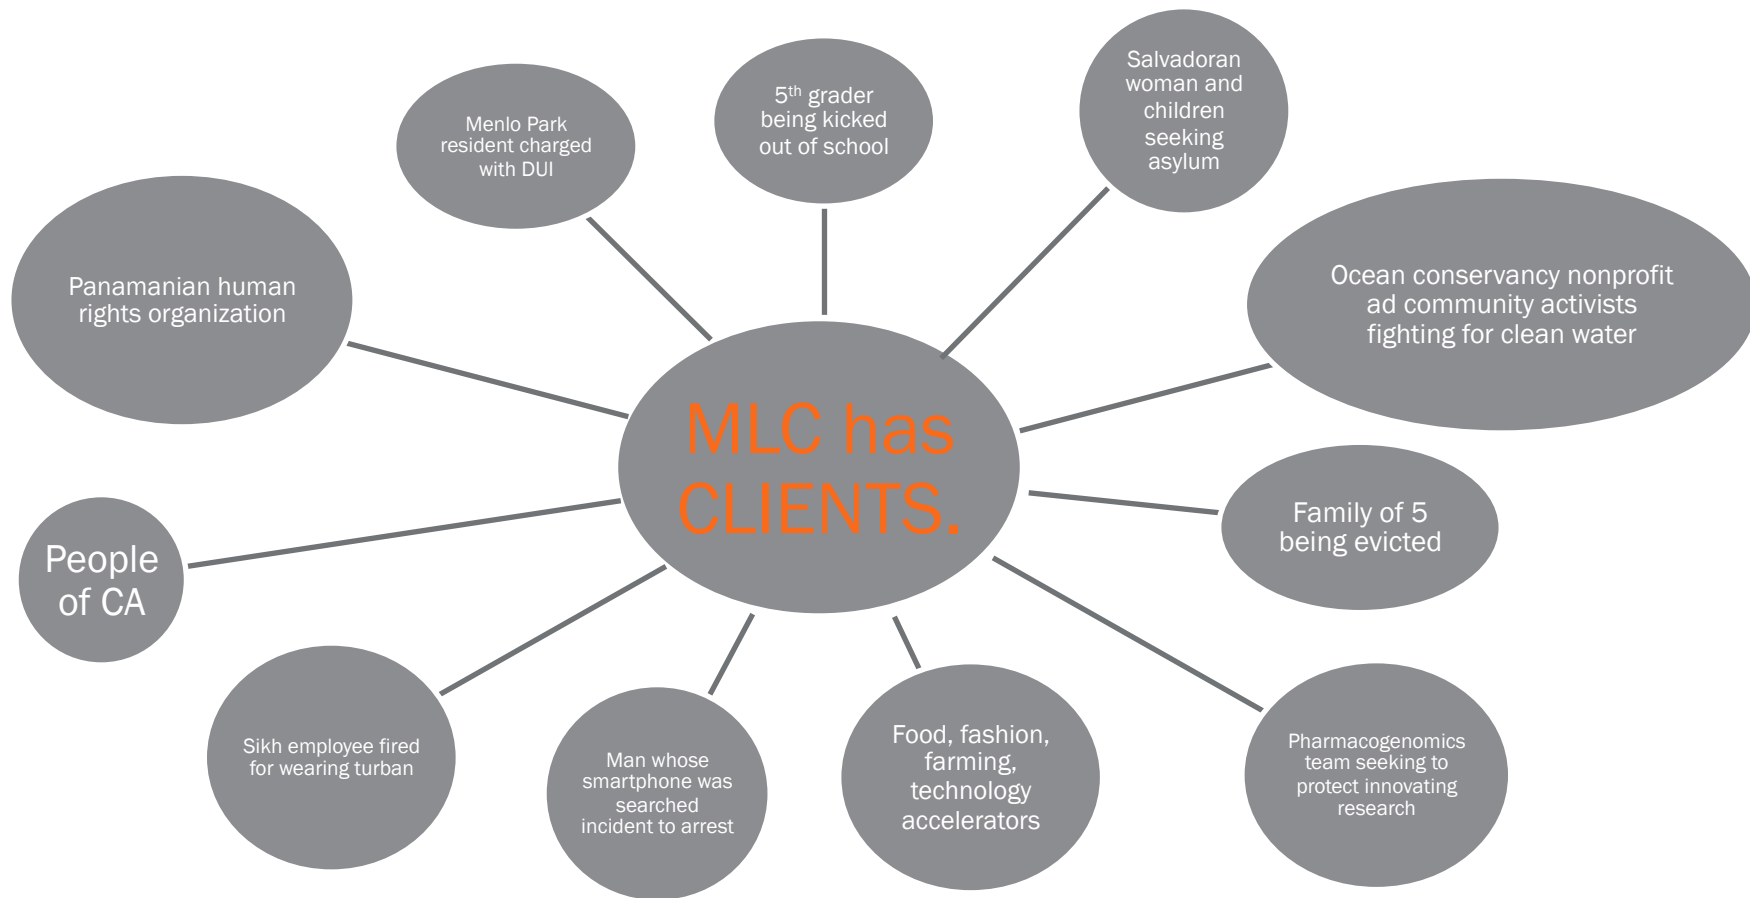 Salvadoran
woman and
children
seeking
asylum
5th grader
being kicked
out of school
Menlo Park
resident charged
with DUI
Panamanian human
rights organization
Ocean conservancy nonprofit
ad community activists
fighting for clean water
MLC has
CLIENTS.
Family of 5
being evicted
People
of CA
Sikh employee fired
for wearing turban
Man whose
smartphone was
searched
incident to arrest
Food, fashion,
farming,
technology
accelerators
Pharmacogenomics
team seeking to
protect innovating
research